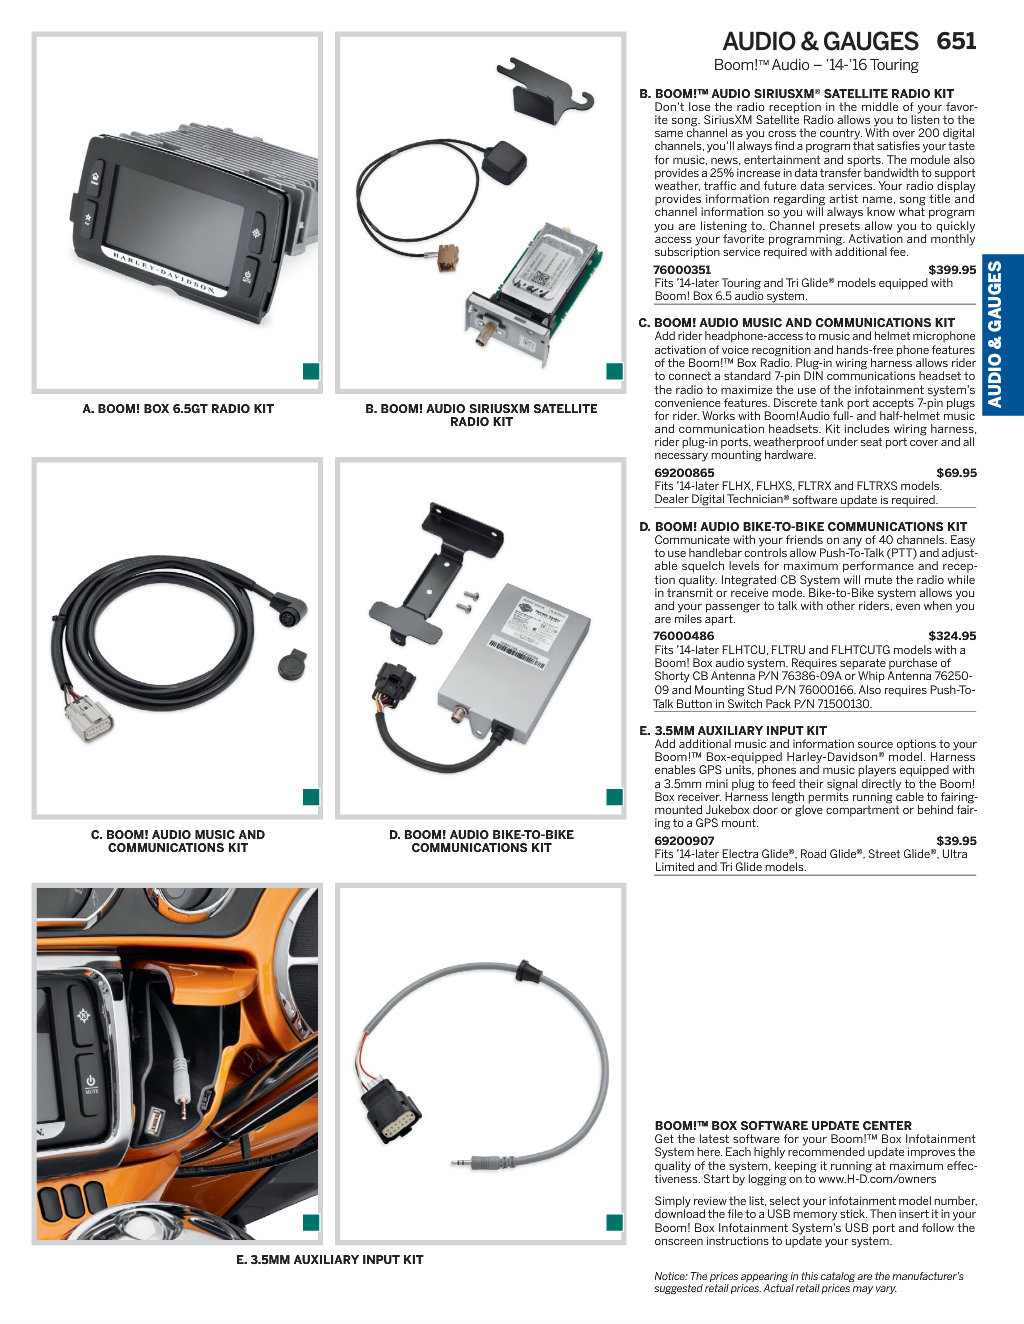 AUDIO & GAUGES 651
Boom!™ Audio – ’14-’16 Touring
HARLEY-DAVIDSON
A. BOOM! BOX 6.5GT RADIO KIT
B. BOOM! AUDIO SIRIUSXM SATELLITE
RADIO KIT
C. BOOM! AUDIO MUSIC AND
COMMUNICATIONS KIT
D. BOOM! AUDIO BIKE-TO-BIKE
COMMUNICATIONS KIT
MUTE
E. 3.5MM AUXILIARY INPUT KIT
B. BOOM!™ AUDIO SIRIUSXM® SATELLITE RADIO KIT
Don’t lose the radio reception in the middle of your favor-
ite song. SiriusXM Satellite Radio allows you to listen to the
same channel as you cross the country. With over 200 digital
channels, you’ll always find a program that satisfies your taste
for music, news, entertainment and sports. The module also
provides a 25% increase in data transfer bandwidth to support
weather, traffic and future data services. Your radio display
provides information regarding artist name, song title and
channel information so you will always know what program
you are listening to. Channel presets allow you to quickly
access your favorite programming. Activation and monthly
subscription service required with additional fee.
76000351 $399.95
Fits ’14-later Touring and Tri Glide® models equipped with
Boom! Box 6.5 audio system.
C. BOOM! AUDIO MUSIC AND COMMUNICATIONS KIT
Add rider headphone-access to music and helmet microphone
activation of voice recognition and hands-free phone features
of the Boom!™ Box Radio. Plug-in wiring harness allows rider
to connect a standard 7-pin DIN communications headset to
the radio to maximize the use of the infotainment system’s
convenience features. Discrete tank port accepts 7-pin plugs
for rider. Works with Boom!Audio full- and half-helmet music
and communication headsets. Kit includes wiring harness,
rider plug-in ports, weatherproof under seat port cover and all
necessary mounting hardware.
69200865 $69.95
Fits ’14-later FLHX, FLHXS, FLTRX and FLTRXS models.
Dealer Digital Technician® software update is required.
D. BOOM! AUDIO BIKE-TO-BIKE COMMUNICATIONS KIT
Communicate with your friends on any of 40 channels. Easy
to use handlebar controls allow Push-To-Talk (PTT) and adjust-
able squelch levels for maximum performance and recep-
tion quality. Integrated CB System will mute the radio while
in transmit or receive mode. Bike-to-Bike system allows you
and your passenger to talk with other riders, even when you
are miles apart.
76000486 $324.95
Fits ’14-later FLHTCU, FLTRU and FLHTCUTG models with a
Boom! Box audio system. Requires separate purchase of
Shorty CB Antenna P/N 76386-09A or Whip Antenna 76250-
09 and Mounting Stud P/N 76000166. Also requires Push-To-
Talk Button in Switch Pack P/N 71500130.
E. 3.5MM AUXILIARY INPUT KIT
Add additional music and information source options to your
Boom!™ Box-equipped Harley-Davidson® model. Harness
enables GPS units, phones and music players equipped with
a 3.5mm mini plug to feed their signal directly to the Boom!
Box receiver. Harness length permits running cable to fairing-
mounted Jukebox door or glove compartment or behind fair-
ing to a GPS mount.
69200907 $39.95
Fits ’14-later Electra Glide®, Road Glide®, Street Glide®, Ultra
Limited and Tri Glide models.
BOOM!™ BOX SOFTWARE UPDATE CENTER
Get the latest software for your Boom!™ Box Infotainment
System here. Each highly recommended update improves the
quality of the system, keeping it running at maximum effec-
tiveness. Start by logging on to www.H-D.com/owners
Simply review the list, select your infotainment model number,
download the file to a USB memory stick. Then insert it in your
Boom! Box Infotainment System’s USB port and follow the
onscreen instructions to update your system.
Notice: The prices appearing in this catalog are the manufacturer’s
suggested retail prices. Actual retail prices may vary.
AUDIO & GAUGES